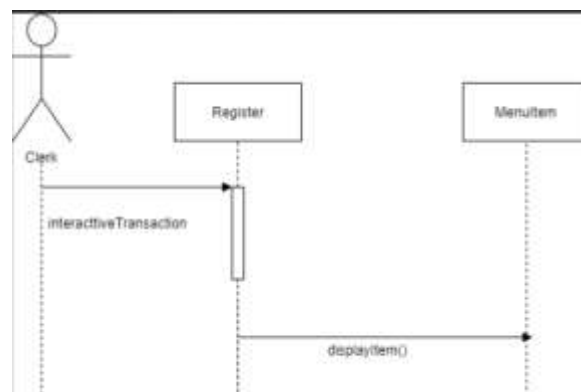 Register
MenuItem
Clerk
interacttiveTransaction
displayItem()